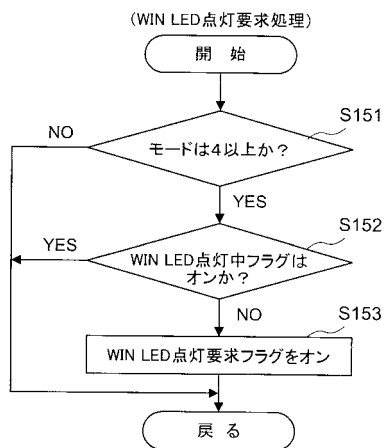 (WIN LED点灯要求処理)
開 始
S151
NO
モードは4以上か?
YES
S152
YES
WIN LED点灯中フラグは
オンか?
NO
S153
WIN LED点灯要求フラグをオン
戻 る